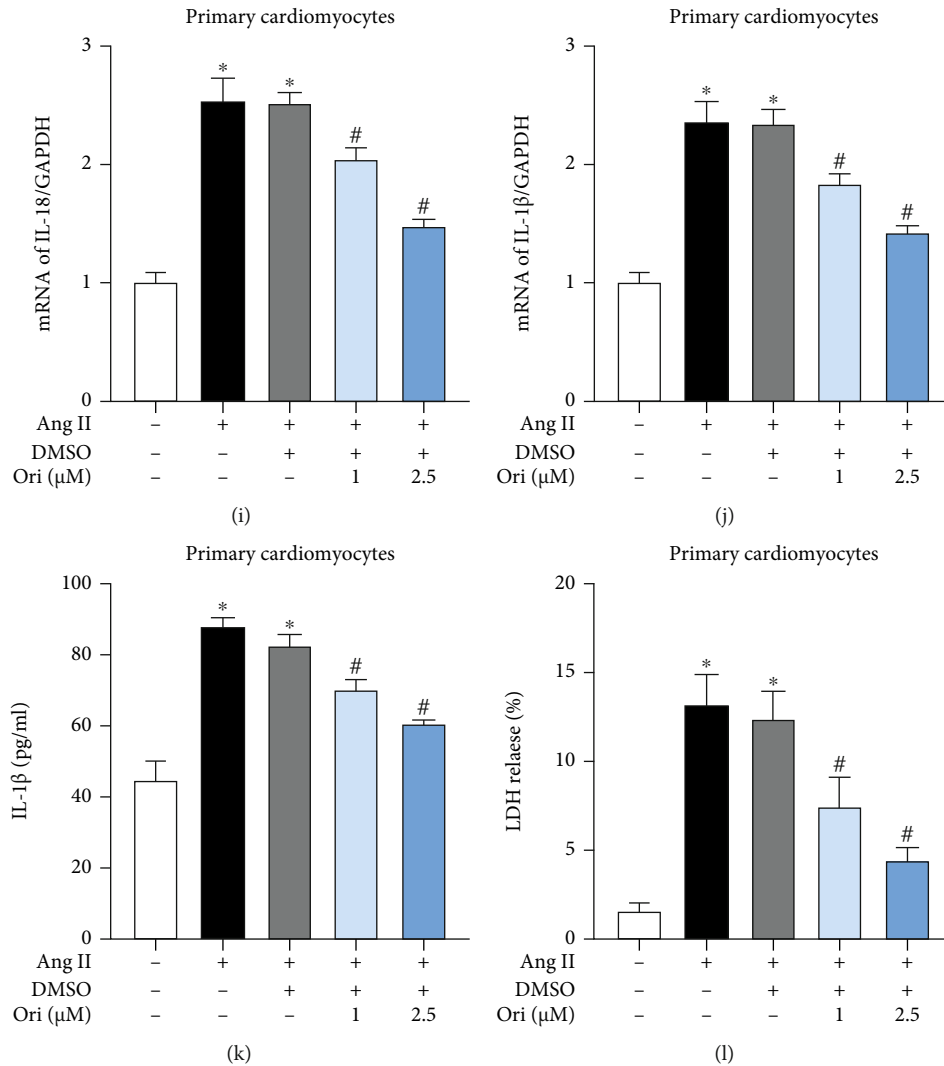 Primary cardiomyocytes
mRNA of IL-18/GAPDH
3
2
1
0
*
*
#
#
Ang II – + + + +
DMSO – – + + +
Ori (μM) – – – 1 2.5
(i)
Primary cardiomyocytes
mRNA of IL-1β/GAPDH
3
2
1
0
*
*
#
#
Ang II – + + + +
DMSO – – + + +
Ori (μM) – – – 1 2.5
(j)
Primary cardiomyocytes
IL-1β (pg/ml)
100
80
60
40
20
0
*
*
#
#
Ang II – + + + +
DMSO – – + + +
Ori (μM) – – – 1 2.5
(k)
Primary cardiomyocytes
LDH relaese (%)
20
15
10
5
0
*
*
#
#
Ang II – + + + +
DMSO – – + + +
Ori (μM) – – – 1 2.5
(l)